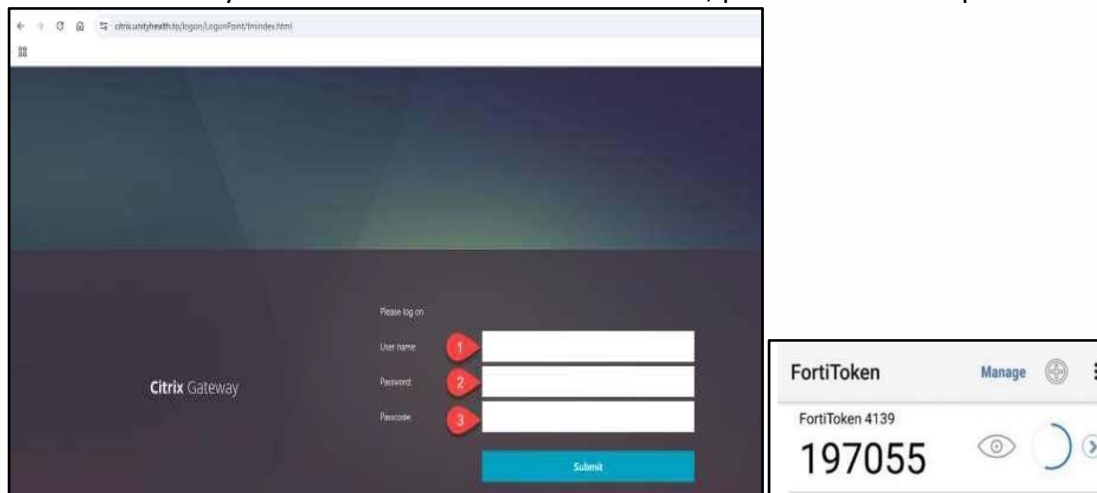 citrix.unityhealth.to/logon/LogonPoint/tmindex.html
Please log on
User name
1
Password
2
Citrix Gateway
Passcode
3
Submit
FortiToken
Manage
FortiToken 4139
197055